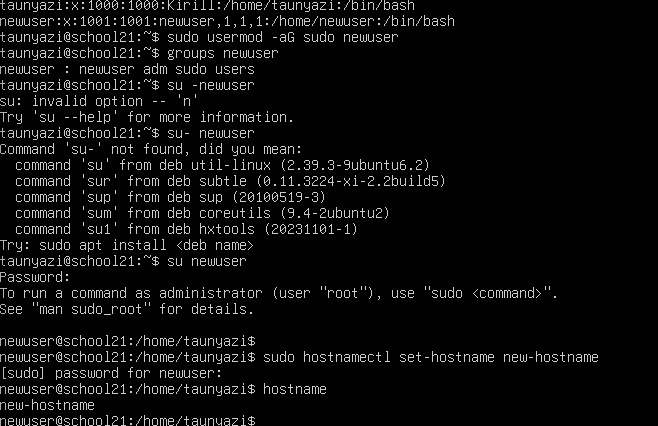 taunyazi:x:1000:1000:Kirill:/home/taunyazi:/bin/bash
newuser:x:1001:1001:newuser,1,1,1:/home/newuser:/bin/bash
taunyazi@school21:~$ sudo usermod -aG sudo newuser
taunyazi@school21:~$ groups newuser
newuser : newuser adm sudo users
taunyazi@school21:~$ su -newuser
su: invalid option -- 'n'
Try 'su --help' for more information.
taunyazi@school21:~$ su- newuser
Command 'su-' not found, did you mean:
  command 'su' from deb util-linux (2.39.3-9ubuntu6.2)
  command 'sur' from deb subtle (0.11.3224-xi-2.2build5)
  command 'sup' from deb sup (20100519-3)
  command 'sum' from deb coreutils (9.4-2ubuntu2)
  command 'su1' from deb hxtools (20231101-1)
Try: sudo apt install <deb name>
taunyazi@school21:~$ su newuser
Password:
To run a command as administrator (user "root"), use "sudo <command>".
See "man sudo_root" for details.
newuser@school21:/home/taunyazi$
newuser@school21:/home/taunyazi$ sudo hostnamectl set-hostname new-hostname
[sudo] password for newuser:
newuser@school21:/home/taunyazi$ hostname
new-hostname
newuser@school21:/home/taunyazi$